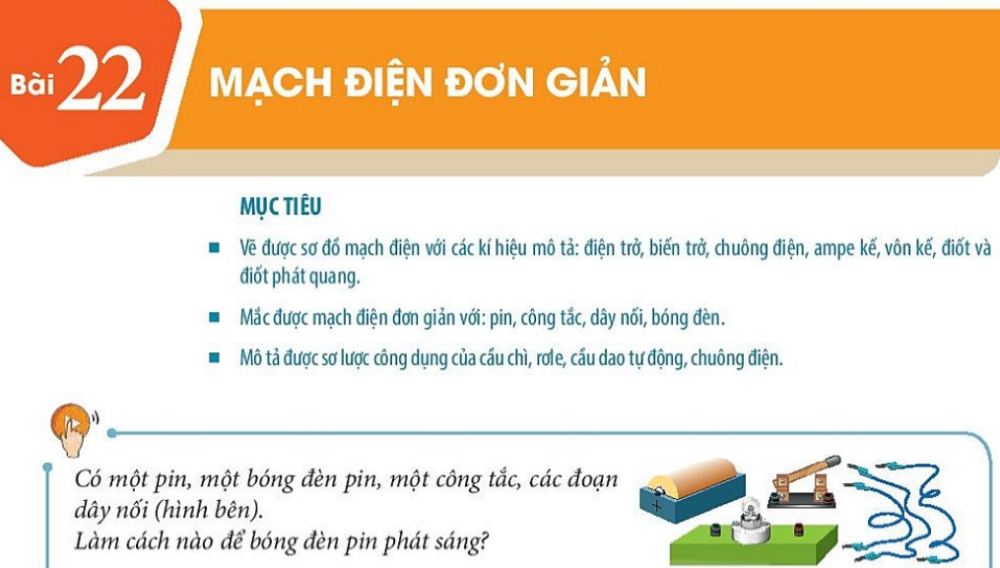 Bài 22
MẠCH ĐIỆN ĐƠN GIẢN
MỤC TIÊU
Vẽ được sơ đồ mạch điện với các kí hiệu mô tả: điện trở, biến trở, chuông điện, ampe kế, vôn kế, điốt và
điốt phát quang.
Mắc được mạch điện đơn giản với: pin, công tắc, dây nối, bóng đèn.
Mô tả được sơ lược công dụng của cầu chì, rơle, cầu dao tự động, chuông điện.
Có một pin, một bóng đèn pin, một công tắc, các đoạn
dây nối (hình bên).
Làm cách nào để bóng đèn pin phát sáng?
+